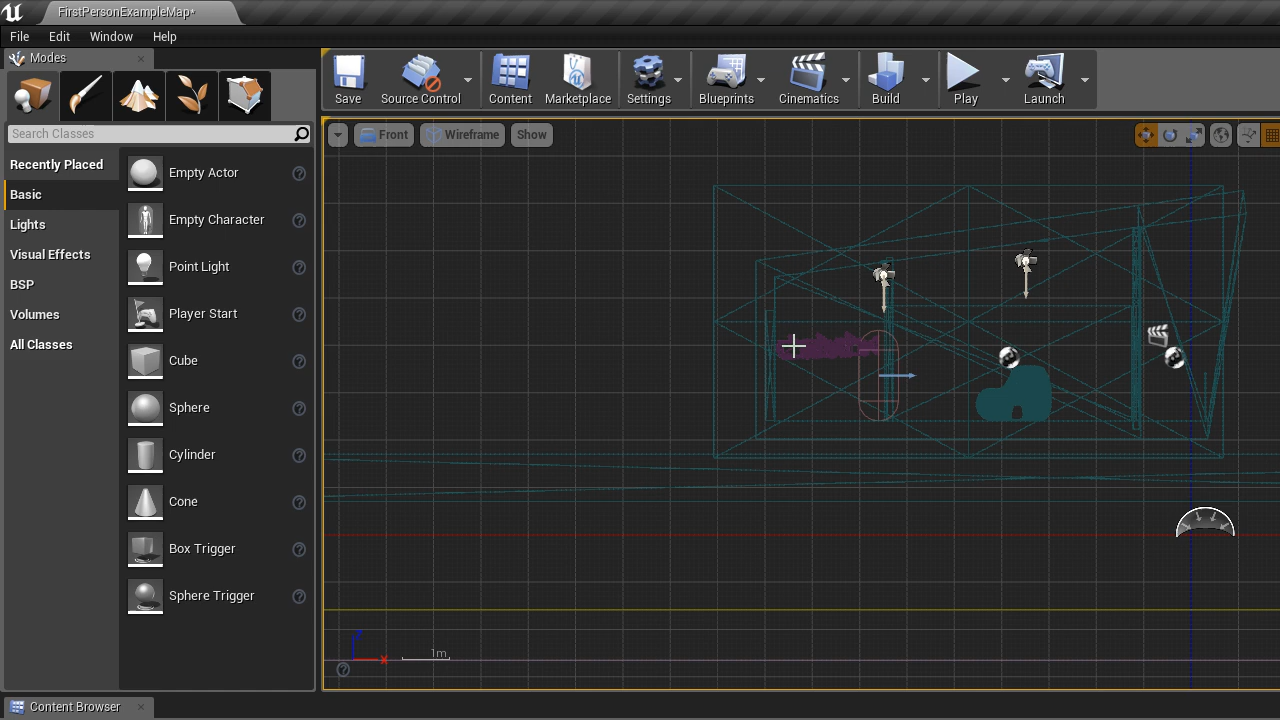 FirstPersonExampleMap*
File Edit Window Help
Modes
Save Source Control Content Marketplace Settings Blueprints Cinematics Build Play Launch
Search Classes
Front Wireframe Show
Recently Placed
Basic
Lights
Visual Effects
BSP
Volumes
All Classes
Empty Actor
Empty Character
Point Light
Player Start
Cube
Sphere
Cylinder
Cone
Box Trigger
Sphere Trigger
z
x
1m
Content Browser